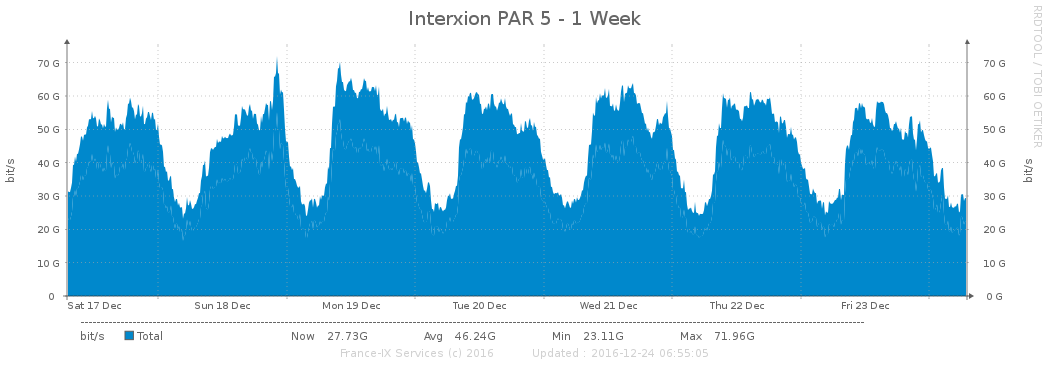 Interxion PAR 5 - 1 Week
RRDTOOL / TOBI OETIKER
bit/s
70 G
60 G
50 G
40 G
30 G
20 G
10 G
0
70 G
60 G
50 G
40 G
30 G
20 G
10 G
0 G
bit/s
Sat 17 Dec Sun 18 Dec Mon 19 Dec Tue 20 Dec Wed 21 Dec Thu 22 Dec Fri 23 Dec
bit/s Total Now 27.73G Avg 46.24G Min 23.11G Max 71.96G
France-IX Services (c) 2016 Updated : 2016-12-24 06:55:05